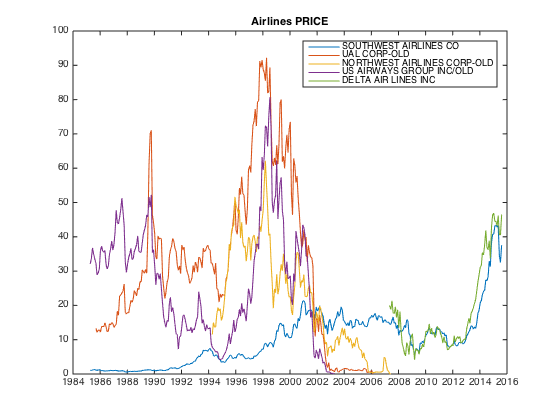 Airlines PRICE
SOUTHWEST AIRLINES CO
UAL CORP-OLD
NORTHWEST AIRLINES CORP-OLD
US AIRWAYS GROUP INC/OLD
DELTA AIR LINES INC
100
90
80
70
60
50
40
30
20
10
0
1984 1986 1988 1990 1992 1994 1996 1998 2000 2002 2004 2006 2008 2010 2012 2014 2016